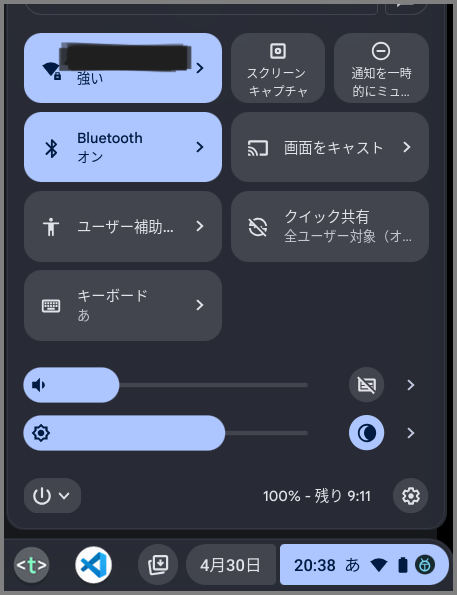 強い
スクリーン
キャプチャ
通知を一時
的にミュ...
Bluetooth
オン
画面をキャスト
ユーザー補助...
クイック共有
全ユーザー対象（オ...
キーボード
あ
100% - 残り 9:11
<t>
4月30日
20:38 あ